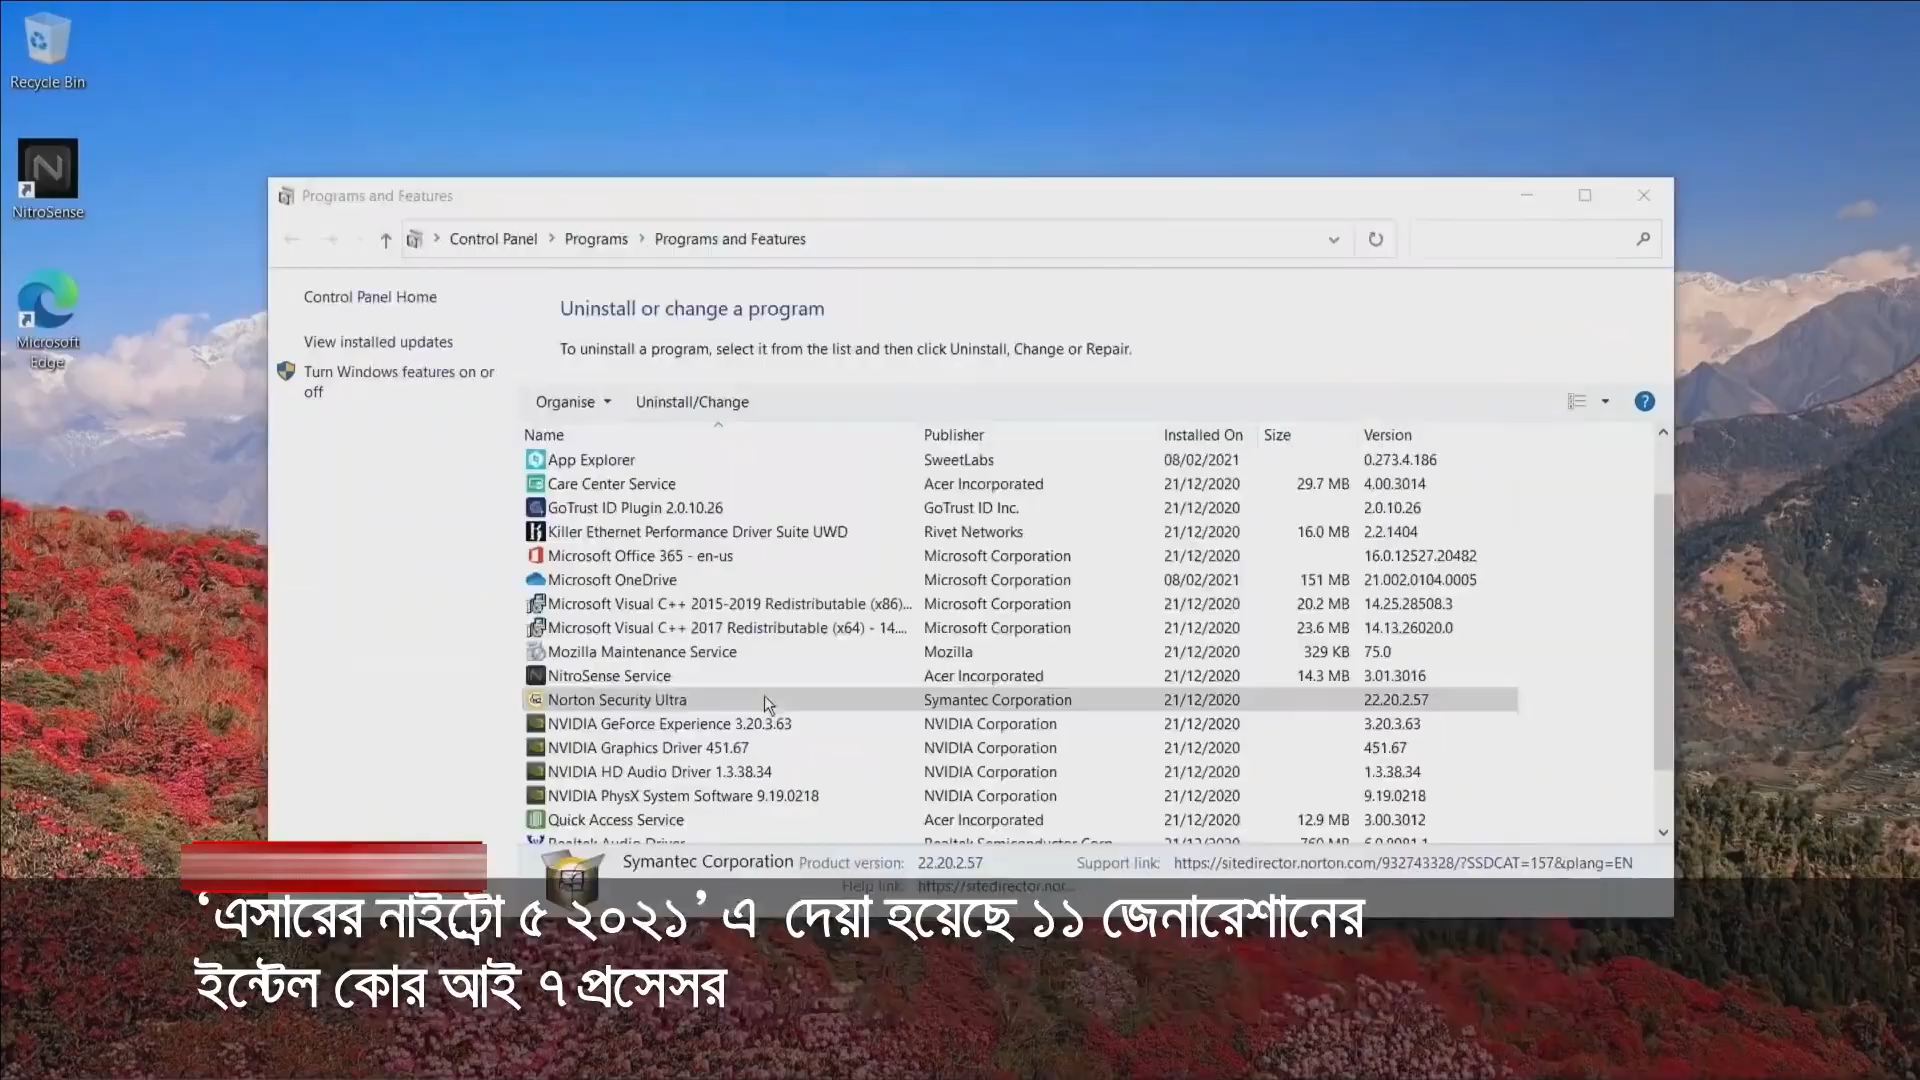 Recycle Bin
NitroSense
Microsoft
Edge
Programs and Features
Control Panel > Programs > Programs and Features
Control Panel Home
View installed updates
Turn Windows features on or
off
Uninstall or change a program
To uninstall a program, select it from the list and then click Uninstall, Change or Repair.
Organise Uninstall/Change
Name Publisher Installed On Size Version
App Explorer SweetLabs 08/02/2021 0.273.4.186
Care Center Service Acer Incorporated 21/12/2020 29.7 MB 4.00.3014
GoTrust ID Plugin 2.0.10.26 GoTrust ID Inc. 21/12/2020 2.0.10.26
Killer Ethernet Performance Driver Suite UWD Rivet Networks 21/12/2020 16.0 MB 2.2.1404
Microsoft Office 365 - en-us Microsoft Corporation 21/12/2020 16.0.12527.20482
Microsoft OneDrive Microsoft Corporation 08/02/2021 151 MB 21.002.0104.0005
Microsoft Visual C++ 2015-2019 Redistributable (x86)... Microsoft Corporation 21/12/2020 20.2 MB 14.25.28508.3
Microsoft Visual C++ 2017 Redistributable (x64) - 14.... Microsoft Corporation 21/12/2020 23.6 MB 14.13.26020.0
Mozilla Maintenance Service Mozilla 21/12/2020 329 KB 75.0
NitroSense Service Acer Incorporated 21/12/2020 14.3 MB 3.01.3016
Norton Security Ultra Symantec Corporation 21/12/2020 22.20.2.57
NVIDIA GeForce Experience 3.20.3.63 NVIDIA Corporation 21/12/2020 3.20.3.63
NVIDIA Graphics Driver 451.67 NVIDIA Corporation 21/12/2020 451.67
NVIDIA HD Audio Driver 1.3.38.34 NVIDIA Corporation 21/12/2020 1.3.38.34
NVIDIA PhysX System Software 9.19.0218 NVIDIA Corporation 21/12/2020 9.19.0218
Quick Access Service Acer Incorporated 21/12/2020 12.9 MB 3.00.3012
Realtek Audio Driver Realtek Semiconductor Corp. 21/12/2020
Symantec Corporation Product version: 22.20.2.57 Support link: https://sitedirector.norton.com/932743328/?SSDCAT=157&plang=EN
Help link: https://sitedirector.nor...
‘এসারের নাইট্রো ৫ ২০২১’ এ দেয়া হয়েছে ১১ জেনারেশানের
ইন্টেল কোর আই ৭ প্রসেসর